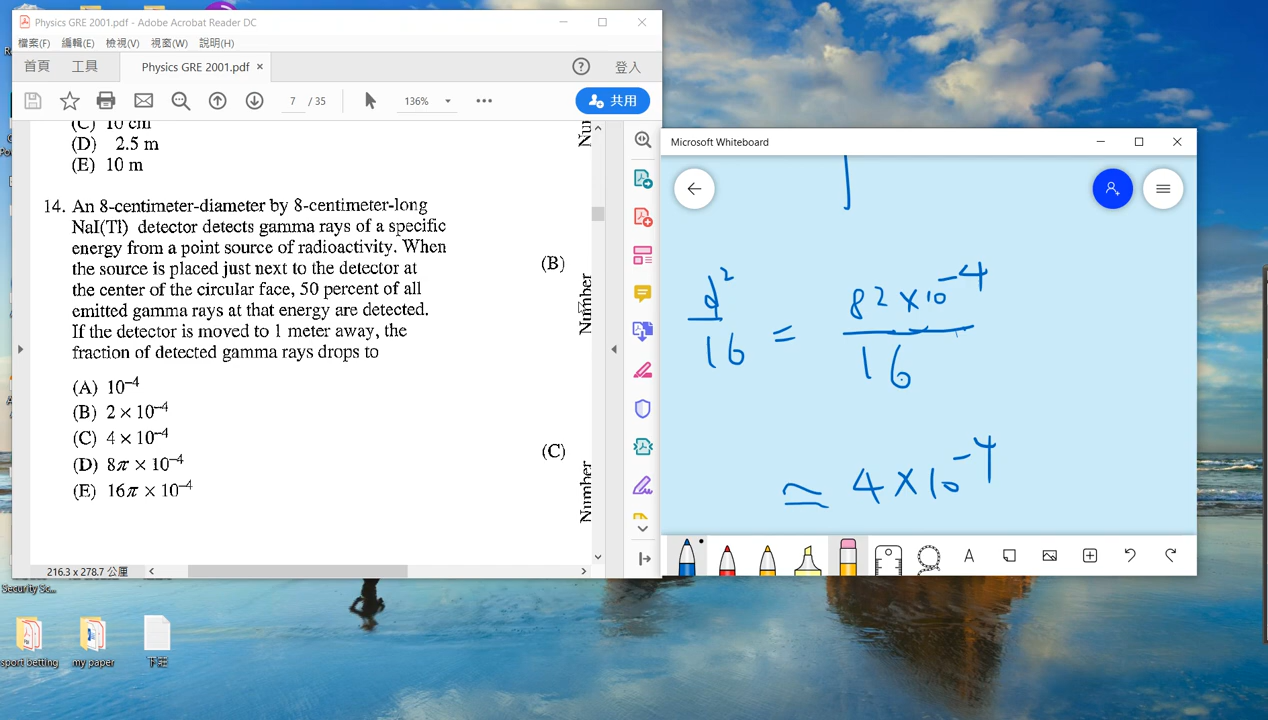 Physics GRE 2001.pdf - Adobe Acrobat Reader DC
檔案(F) 編輯(E) 檢視(V) 視窗(W) 說明(H)
首頁 工具 Physics GRE 2001.pdf × 登入
7 / 35 136% 共用
(C) 10 cm
(D) 2.5 m
(E) 10 m
14. An 8-centimeter-diameter by 8-centimeter-long
NaI(Tl) detector detects gamma rays of a specific
energy from a point source of radioactivity. When
the source is placed just next to the detector at
the center of the circular face, 50 percent of all
emitted gamma rays at that energy are detected.
If the detector is moved to 1 meter away, the
fraction of detected gamma rays drops to
(A) 10⁻⁴
(B) 2 × 10⁻⁴
(C) 4 × 10⁻⁴
(D) 8π × 10⁻⁴
(E) 16π × 10⁻⁴
(B)
Number
(C)
Number
216.3 x 278.7 公厘
Microsoft Whiteboard
d²/16 = 8² × 10⁻⁴/16
≃ 4 × 10⁻⁴
Security Sc...
sport betting my paper 下莊